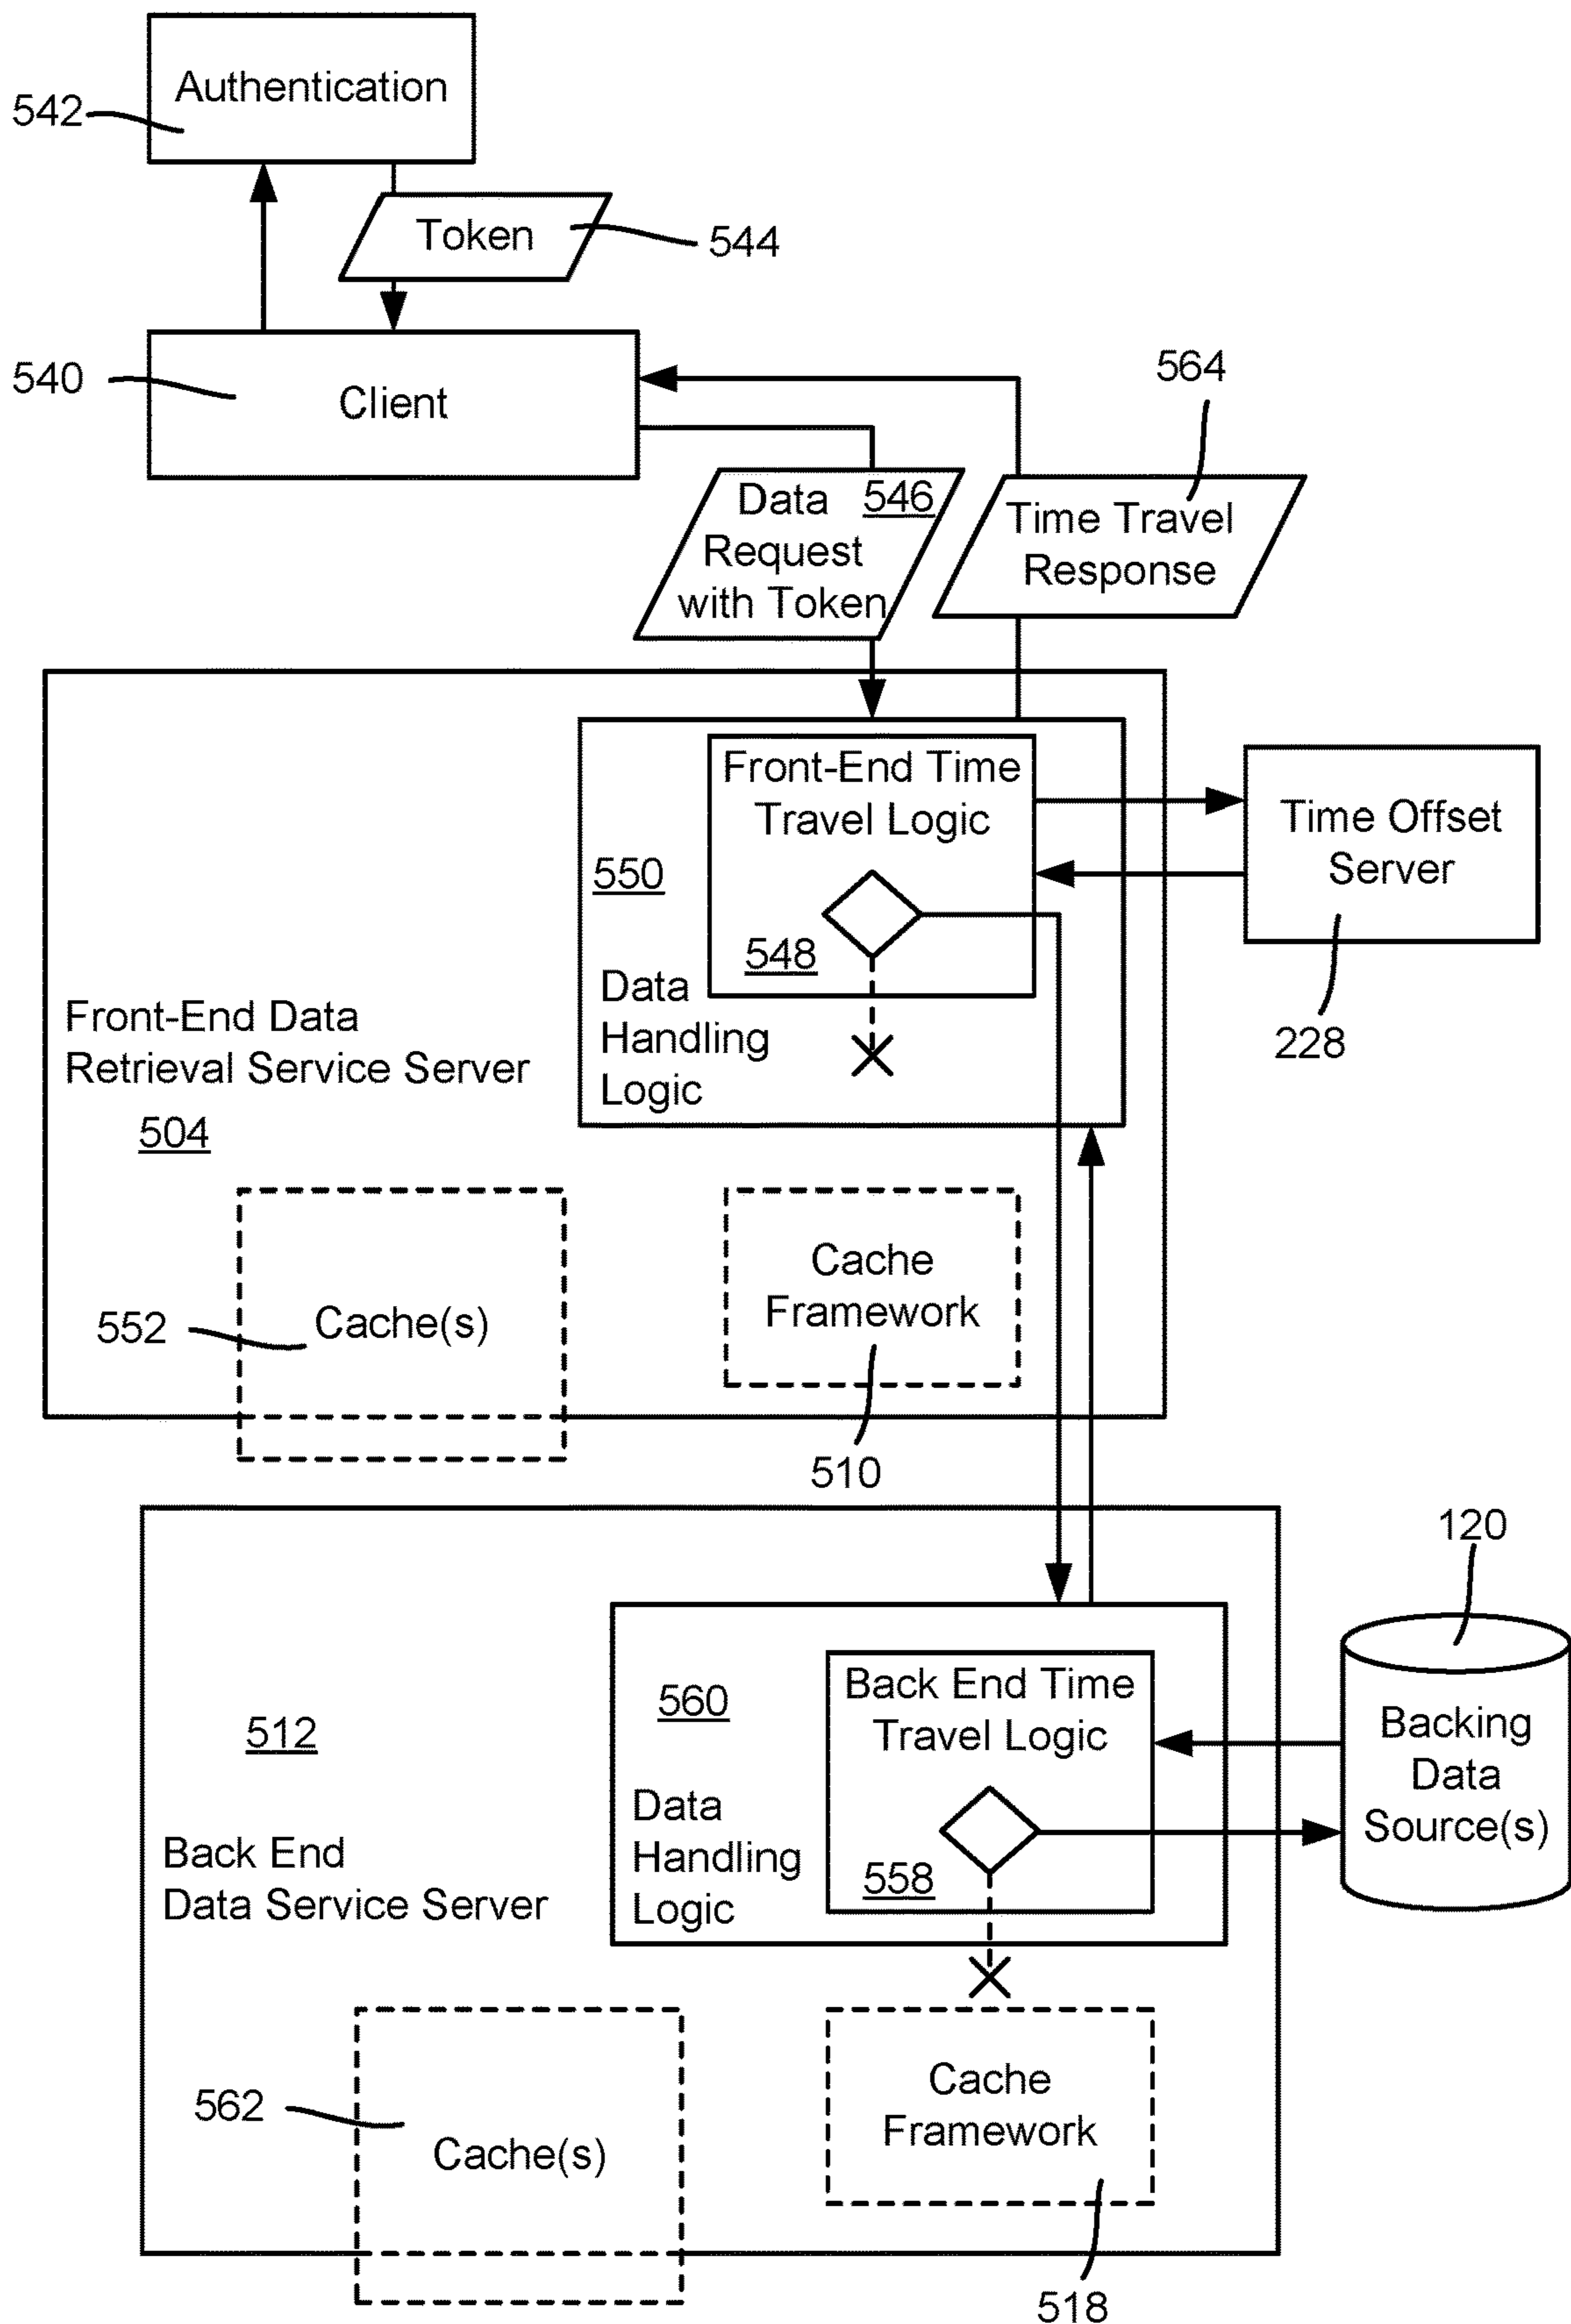 Authentication
542
Token
544
540
Client
564
Data
546
Request
with Token
Time Travel
Response
Front-End Time
Travel Logic
Time Offset
Server
550
548
Data
Handling
Logic
228
Front-End Data
Retrieval Service Server
504
Cache
Framework
552
Cache(s)
510
120
Back End Time
Travel Logic
560
512
Backing
Data
Source(s)
Data
Handling
Logic
558
Back End
Data Service Server
Cache
Framework
562
Cache(s)
518